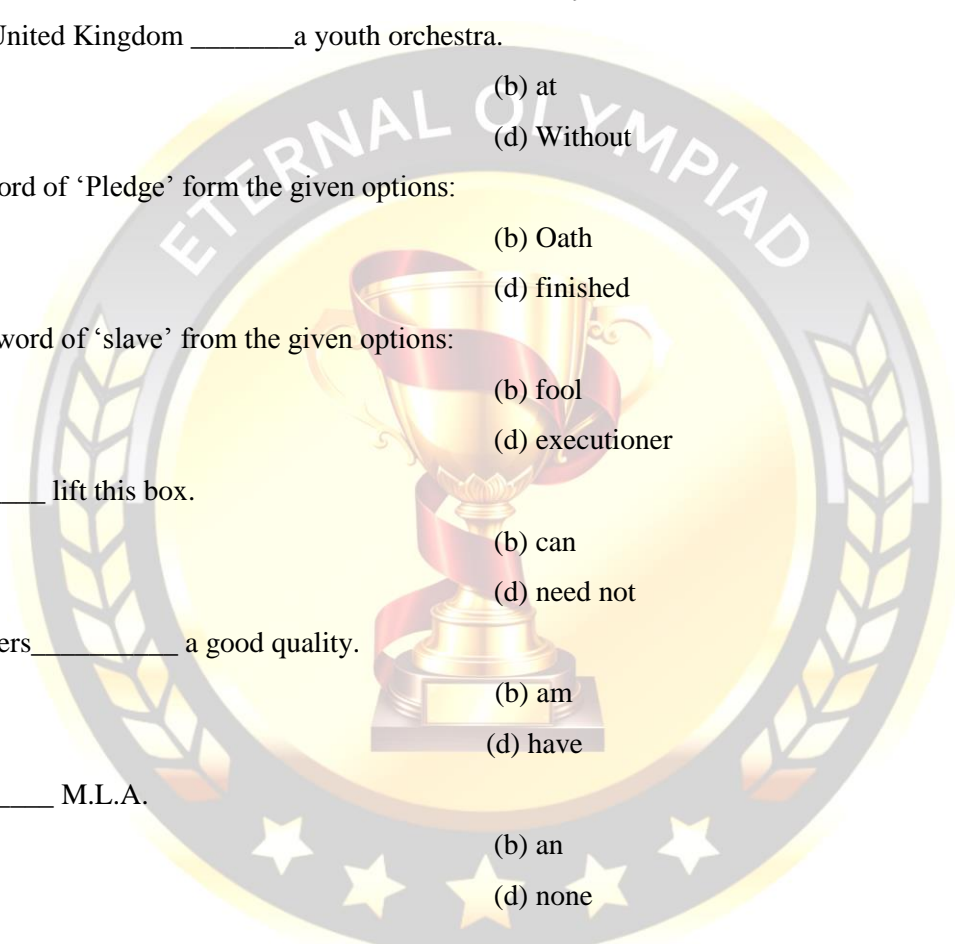 United Kingdom _______a youth orchestra.
(b) at
(d) Without
ord of ‘Pledge’ form the given options:
(b) Oath
(d) finished
word of ‘slave’ from the given options:
(b) fool
(d) executioner
___ lift this box.
(b) can
(d) need not
ers__________ a good quality.
(b) am
(d) have
____ M.L.A.
(b) an
(d) none
ETERNAL OLYMPIAD